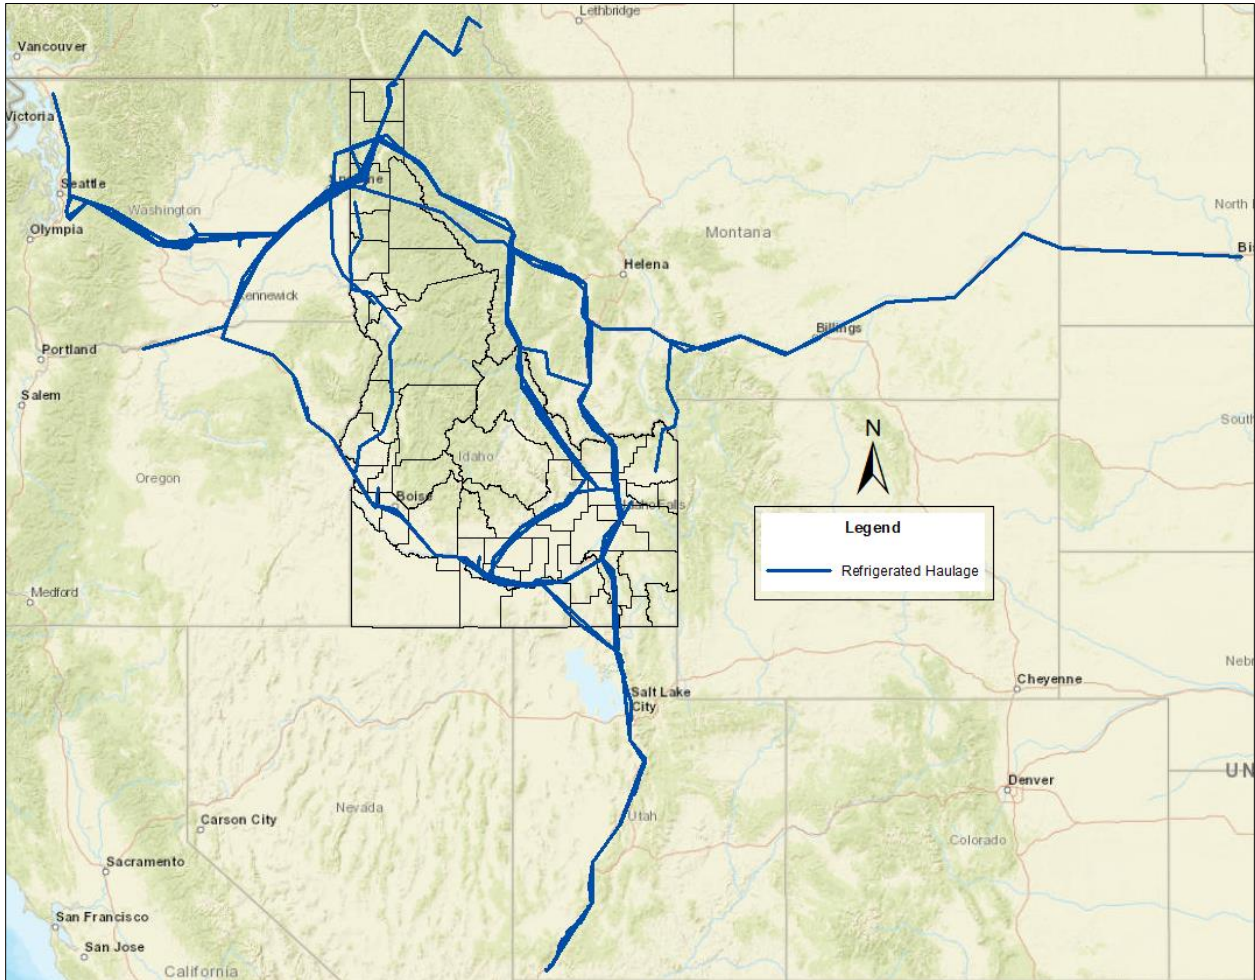 Lethbridge
Vancouver
Victoria
Seattle
Washington
Olympia
Montana
North
Helena
Kennewick
Billings
Portland
Salem
South
N
Idaho
Oregon
Boise
Idaho Falls
Legend
Refrigerated Haulage
Medford
Neb
Salt Lake
City
Cheyenne
UN
Denver
Nevada
Utah
Carson City
Colorado
Sacramento
San Francisco
San Jose
California